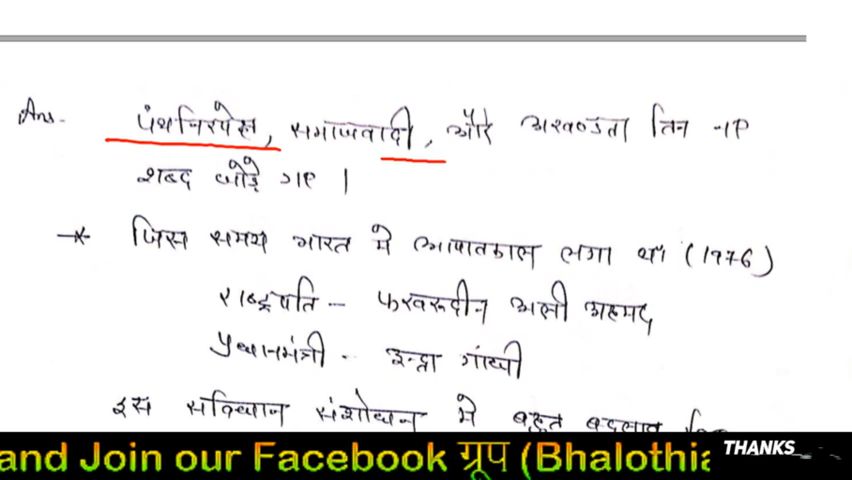 Ans. पंथनिरपेक्ष, समाजवादी, और अखण्डता तिन नए
शब्द जोड़े गए |
जिस समय भारत मे आपातकाल लगा था (1976)
राष्ट्रपति - फखरूदीन अली अहमद
प्रधानमंत्री - इन्द्रा गांधी
इस संविधान संशोधन मे बहुत बदलाव
and Join our Facebook ग्रूप (Bhalothia
THANKS